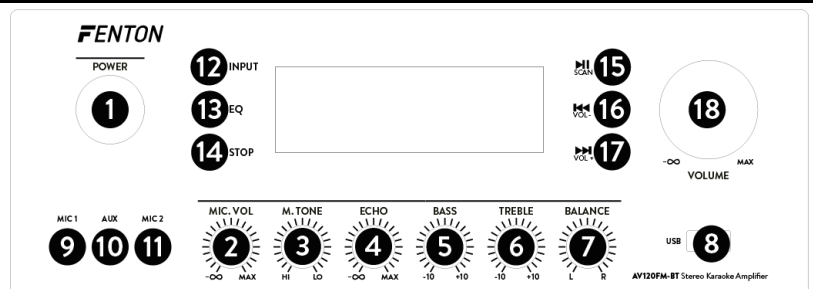 FENTON
POWER
1
12 INPUT
13 EQ
14 STOP
SCAN 15
VOL- 16
VOL + 17
18
-∞ MAX
VOLUME
MIC 1 AUX MIC 2
9 10 11
MIC. VOL M. TONE ECHO BASS TREBLE BALANCE
2 3 4 5 6 7
-∞ MAX HI LO -∞ MAX -10 +10 -10 +10 L R
USB 8
AV120FM-BT Stereo Karaoke Amplifier